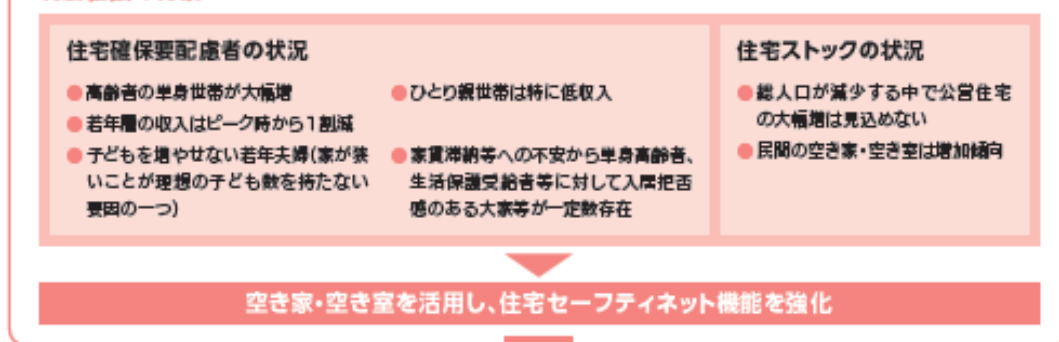 住宅確保要配慮者の状況
●高齢者の単身世帯が大幅増
●若年層の収入はピーク時から1割減
●子どもを増やせない若年夫婦(家が狭
いことが理想の子ども数を持たない
要因の一つ)
●ひとり親世帯は特に低収入
●家賃滞納等への不安から単身高齢者、
生活保護受給者等に対して入居拒否
感のある大家等が一定数存在
住宅ストックの状況
●総人口が減少する中で公営住宅
の大幅増は見込めない
●民間の空き家・空き室は増加傾向
空き家・空き室を活用し、住宅セーフティネット機能を強化